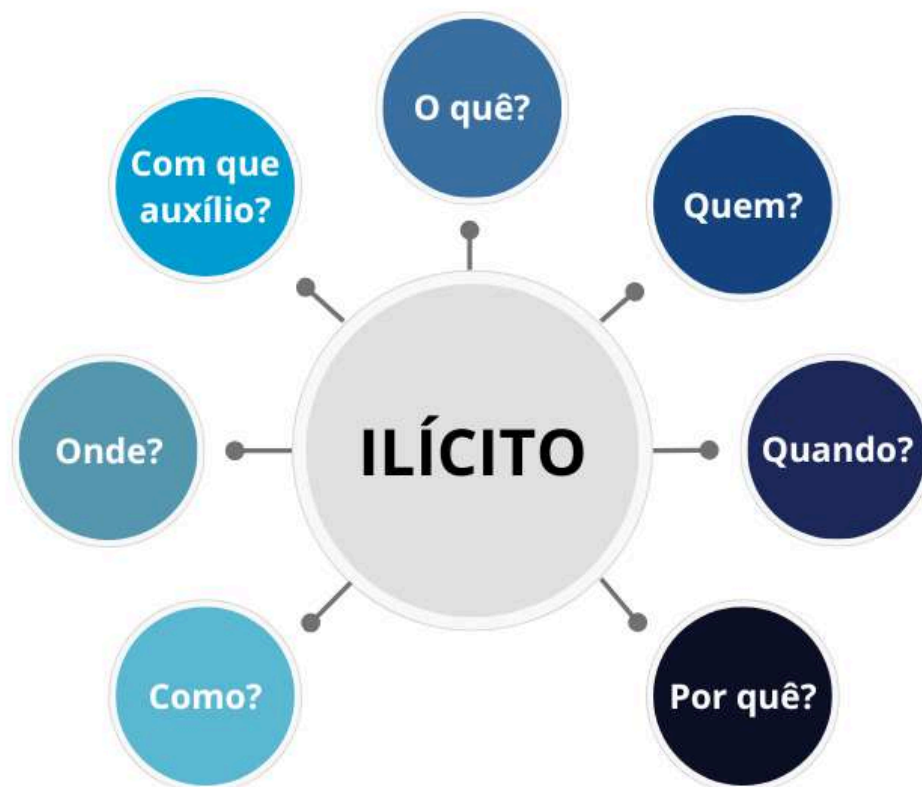 O quê?
Com que
auxílio?
Quem?
Onde?
ILÍCITO
Quando?
Como?
Por quê?